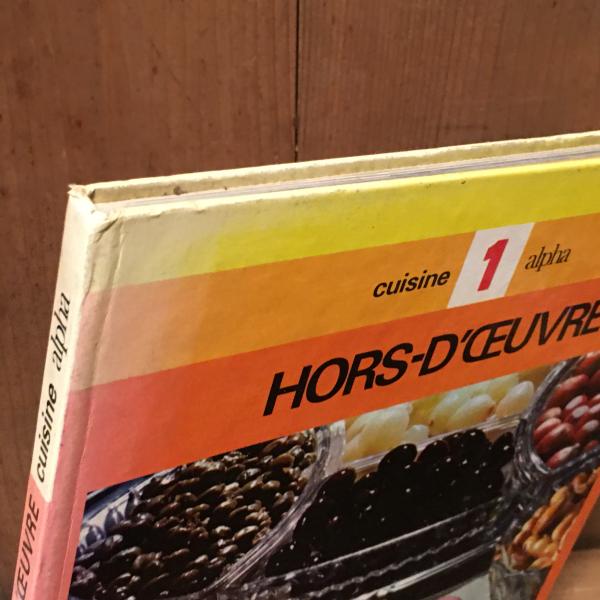 cuisine 1 alpha
HORS-D'ŒUVRE
ŒUVRE cuisine alpha